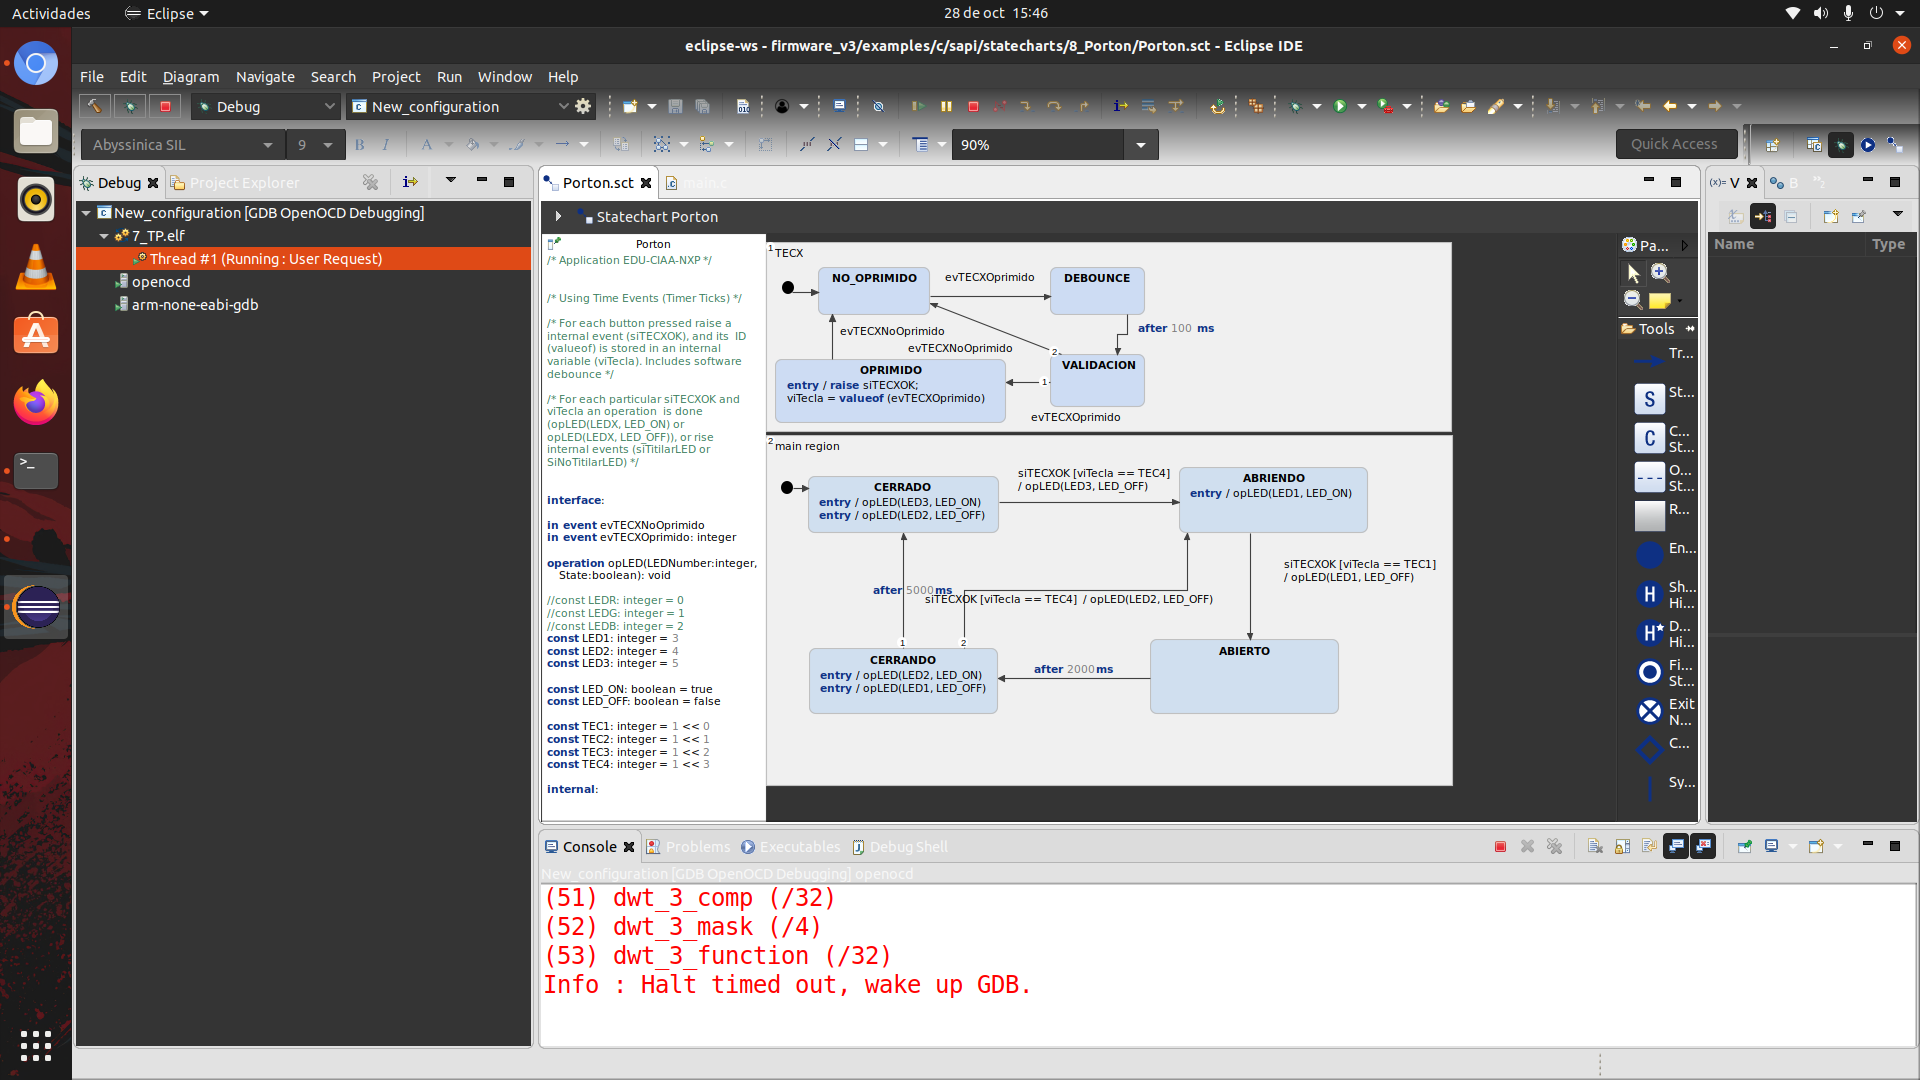 Actividades
Eclipse
28 de oct 15:46
eclipse-ws - firmware_v3/examples/c/sapi/statecharts/8_Porton/Porton.sct - Eclipse IDE
File Edit Diagram Navigate Search Project Run Window Help
Debug
New_configuration
Abyssinica SIL
9
90%
Quick Access
Debug
Project Explorer
New_configuration [GDB OpenOCD Debugging]
7_TP.elf
Thread #1 (Running : User Request)
openocd
arm-none-eabi-gdb
Porton.sct
main.c
Statechart Porton
Porton
/* Application EDU-CIAA-NXP */
/* Using Time Events (Timer Ticks) */
/* For each button pressed raise a
internal event (siTECXOK), and its  ID
(valueof) is stored in an internal
variable (viTecla). Includes software
debounce */
/* For each particular siTECXOK and
viTecla an operation  is done
(opLED(LEDX, LED_ON) or
opLED(LEDX, LED_OFF)), or rise
internal events (siTitilarLED or
SiNoTitilarLED) */
interface:
in event evTECXNoOprimido
in event evTECXOprimido: integer
operation opLED(LEDNumber:integer,
State:boolean): void
//const LEDR: integer = 0
//const LEDG: integer = 1
//const LEDB: integer = 2
const LED1: integer = 3
const LED2: integer = 4
const LED3: integer = 5
const LED_ON: boolean = true
const LED_OFF: boolean = false
const TEC1: integer = 1 << 0
const TEC2: integer = 1 << 1
const TEC3: integer = 1 << 2
const TEC4: integer = 1 << 3
internal:
1
TECX
NO_OPRIMIDO
evTECXOprimido
DEBOUNCE
after 100 ms
evTECXNoOprimido
evTECXNoOprimido
2
VALIDACION
OPRIMIDO
entry / raise siTECXOK;
viTecla = valueof (evTECXOprimido)
1
evTECXOprimido
2
main region
CERRADO
entry / opLED(LED3, LED_ON)
entry / opLED(LED2, LED_OFF)
siTECXOK [viTecla == TEC4]
/ opLED(LED3, LED_OFF)
ABRIENDO
entry / opLED(LED1, LED_ON)
siTECXOK [viTecla == TEC1]
/ opLED(LED1, LED_OFF)
after 5000 ms
siTECXOK [viTecla == TEC4]  / opLED(LED2, LED_OFF)
1
2
CERRANDO
entry / opLED(LED2, LED_ON)
entry / opLED(LED1, LED_OFF)
after 2000 ms
ABIERTO
Pa...
Tools
Tr...
S
St...
C
C...
St...
O...
St...
R...
En...
H
Sh...
Hi...
H*
D...
Hi...
Fi...
St...
Exit
N...
C...
Sy...
(x)= V
B
»2
Name
Type
Console
Problems
Executables
Debug Shell
New_configuration [GDB OpenOCD Debugging] openocd
(51) dwt_3_comp (/32)
(52) dwt_3_mask (/4)
(53) dwt_3_function (/32)
Info : Halt timed out, wake up GDB.